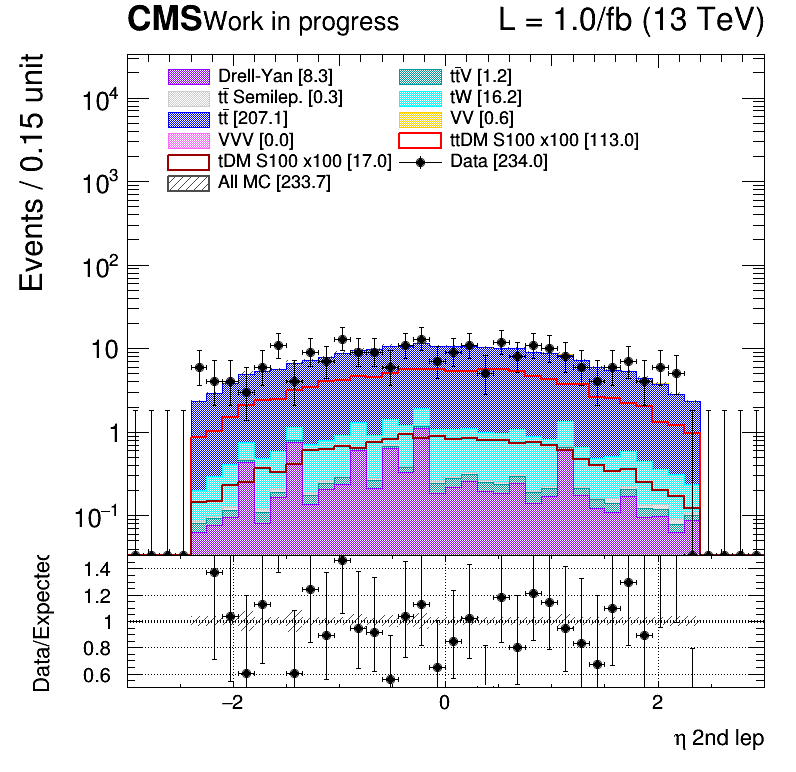 CMS Work in progress L = 1.0/fb (13 TeV)
Drell-Yan [8.3] tt̄V [1.2]
tt̄ Semilep. [0.3] tW [16.2]
tt̄ [207.1] VV [0.6]
VVV [0.0] ttDM S100 x100 [113.0]
tDM S100 x100 [17.0] Data [234.0]
All MC [233.7]
Events / 0.15 unit
10⁴
10³
10²
10
1
10⁻¹
Data/Expected
1.4
1.2
1
0.8
0.6
−2 0 2
η 2nd lep